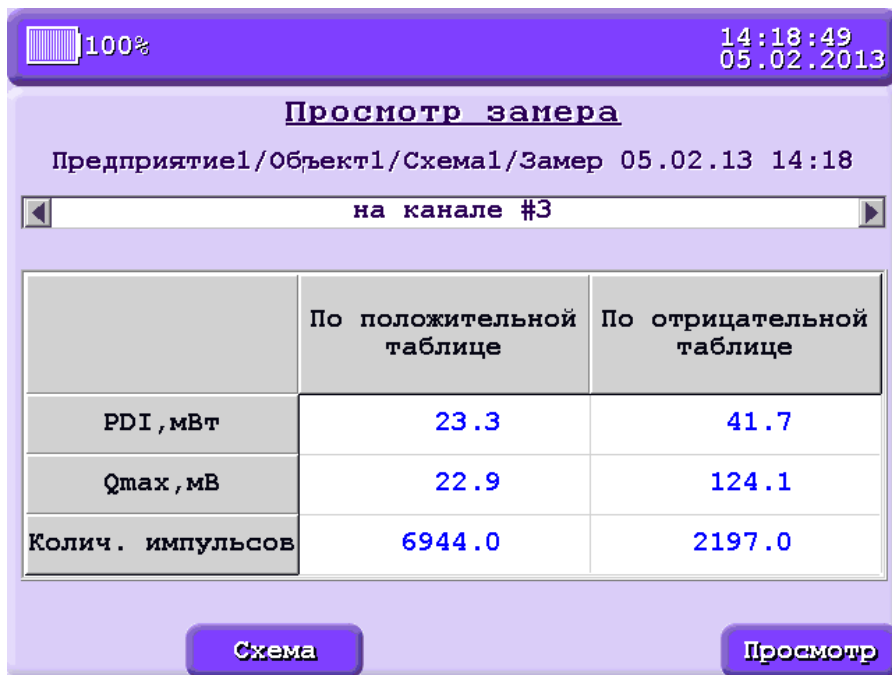 100%
14:18:49
05.02.2013
Просмотр замера
Предприятие1/Объект1/Схема1/Замер 05.02.13 14:18
на канале #3
По положительной
таблице
По отрицательной
таблице
PDI,мВт 23.3 41.7
Qmax,мВ 22.9 124.1
Колич. импульсов 6944.0 2197.0
Схема
Просмотр